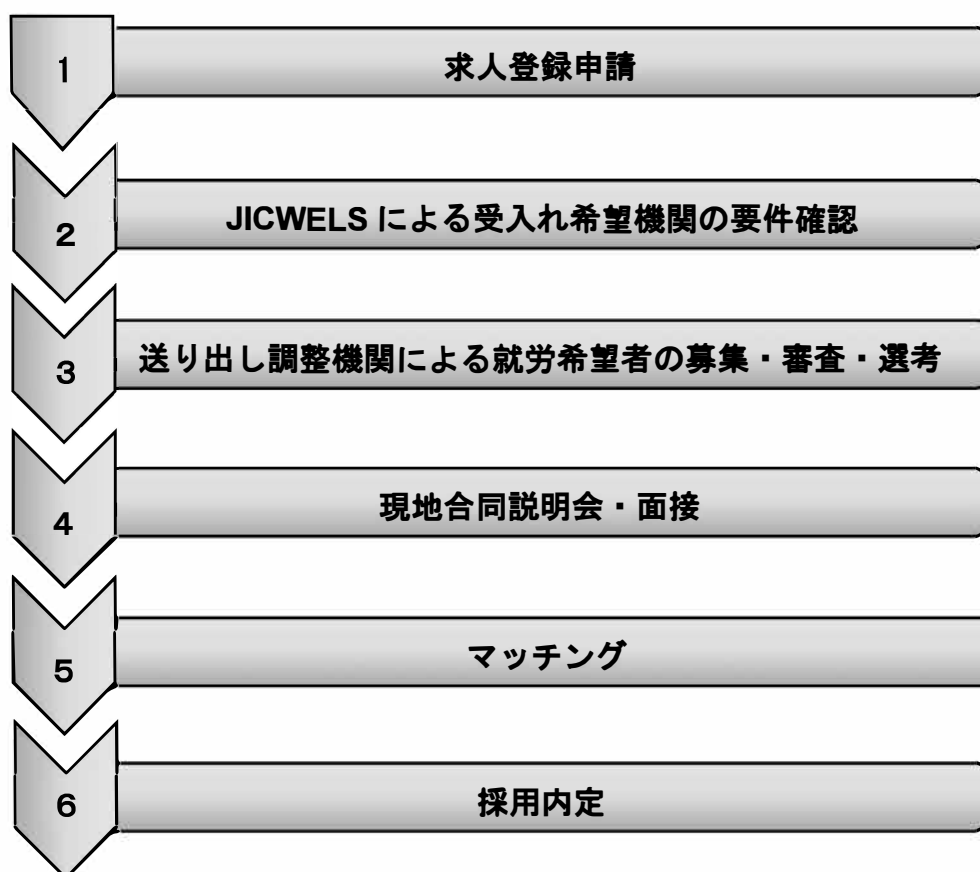 1
求人登録申請
2
JICWELS による受入れ希望機関の要件確認
3
送り出し調整機関による就労希望者の募集・審査・選考
4
現地合同説明会・面接
5
マッチング
6
採用内定